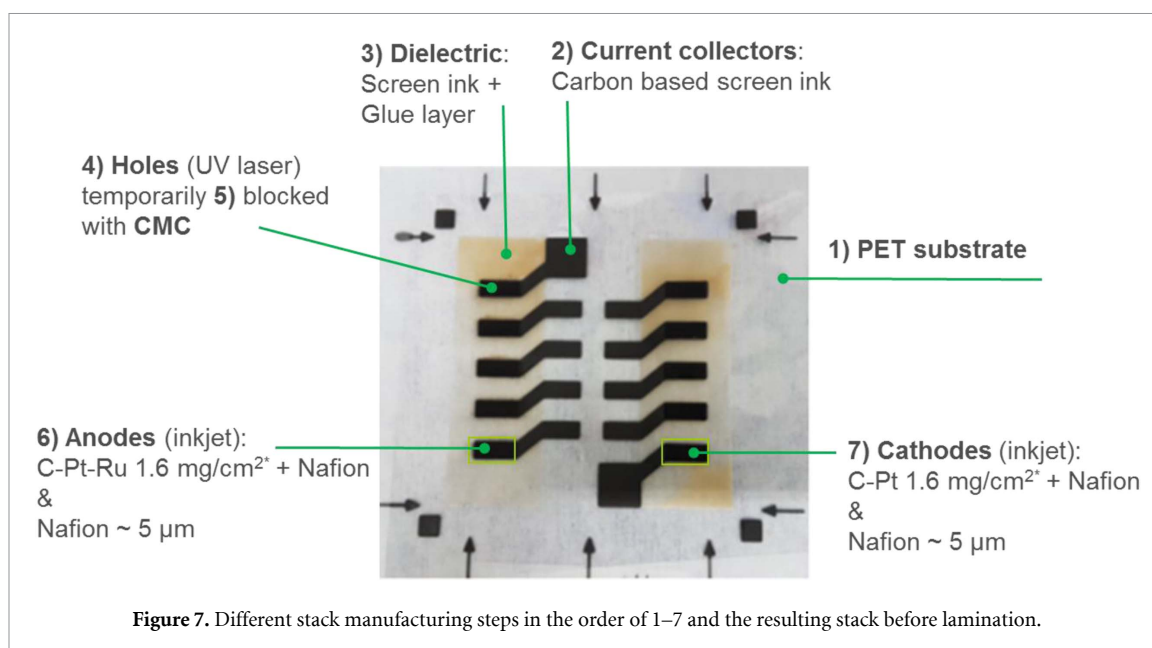 3) Dielectric:
Screen ink +
Glue layer
2) Current collectors:
Carbon based screen ink
4) Holes (UV laser)
temporarily 5) blocked
with CMC
1) PET substrate
6) Anodes (inkjet):
C-Pt-Ru 1.6 mg/cm²* + Nafion
&
Nafion ~ 5 µm
7) Cathodes (inkjet):
C-Pt 1.6 mg/cm²* + Nafion
&
Nafion ~ 5 µm
Figure 7. Different stack manufacturing steps in the order of 1–7 and the resulting stack before lamination.